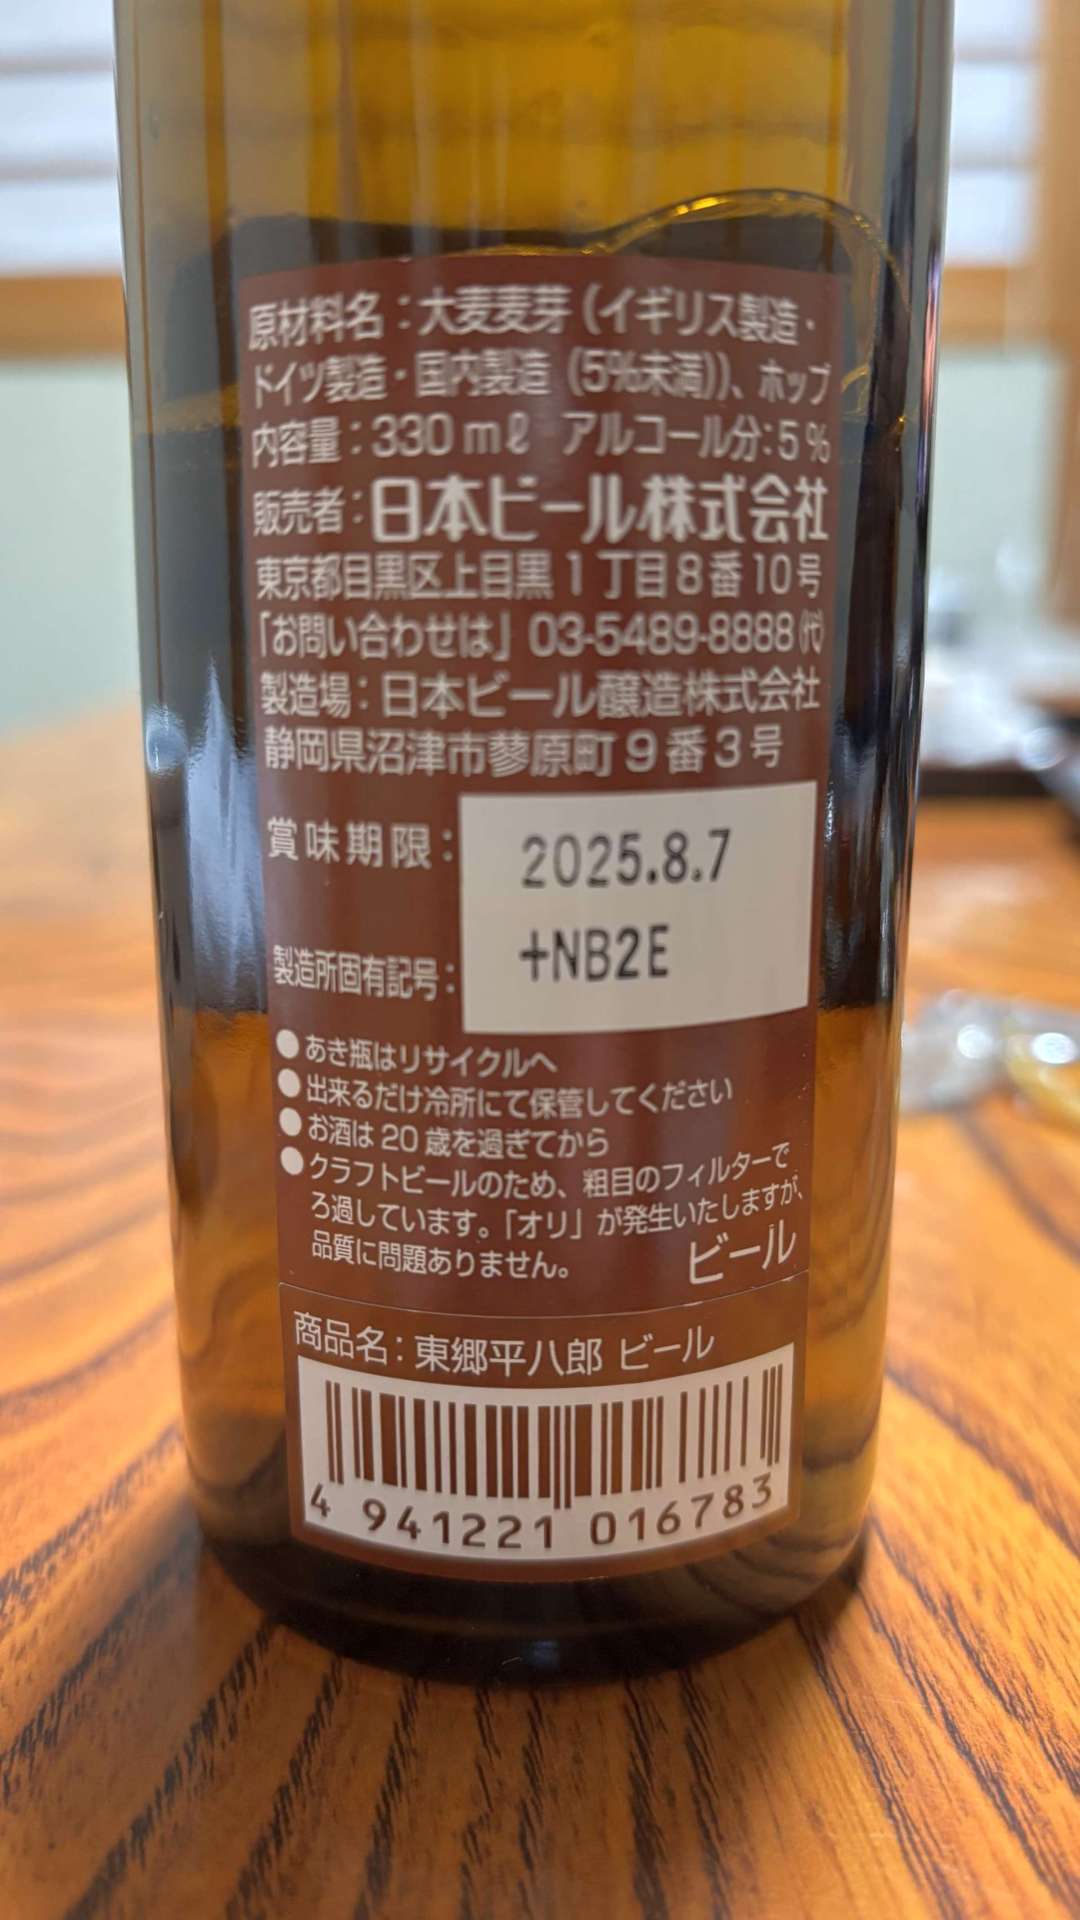 原材料名：大麦麦芽（イギリス製造・
ドイツ製造・国内製造（5%未満））、ホップ
内容量：330 mℓ　アルコール分：5%
販売者：日本ビール株式会社
東京都目黒区上目黒1丁目8番10号
「お問い合わせは」03-5489-8888㈹
製造場：日本ビール醸造株式会社
静岡県沼津市蓼原町9番3号
賞味期限：2025.8.7
製造所固有記号：+NB2E
●あき瓶はリサイクルへ
●出来るだけ冷所にて保管してください
●お酒は20歳を過ぎてから
●クラフトビールのため、粗目のフィルターで
ろ過しています。「オリ」が発生いたしますが、
品質に問題ありません。
ビール
商品名：東郷平八郎 ビール
4 941221 016783